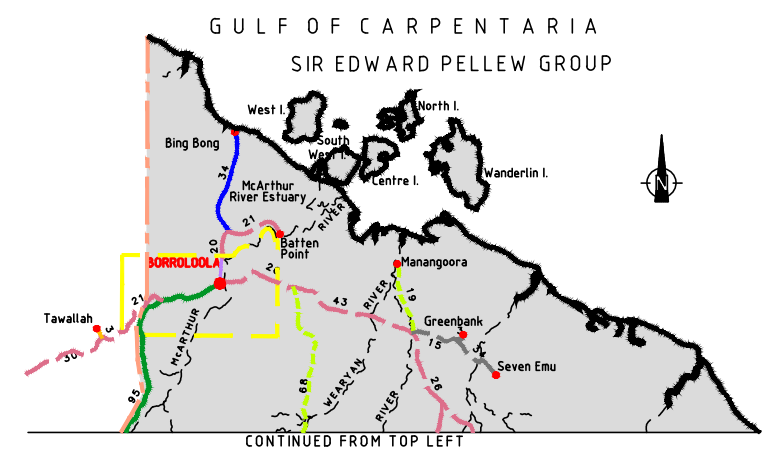 GULF OF CARPENTARIA
SIR EDWARD PELLEW GROUP
West I.
North I.
Bing Bong
South
West I.
Centre I.
Wanderlin I.
34
McArthur
River Estuary
RIVER
21
20
Batten
Point
BORROLOOLA
Manangoora
21
43
RIVER
19
Tawallah
3
30
McARTHUR
Greenbank
3
15
Seven Emu
95
68
WEARYAN
RIVER
26
N
CONTINUED FROM TOP LEFT